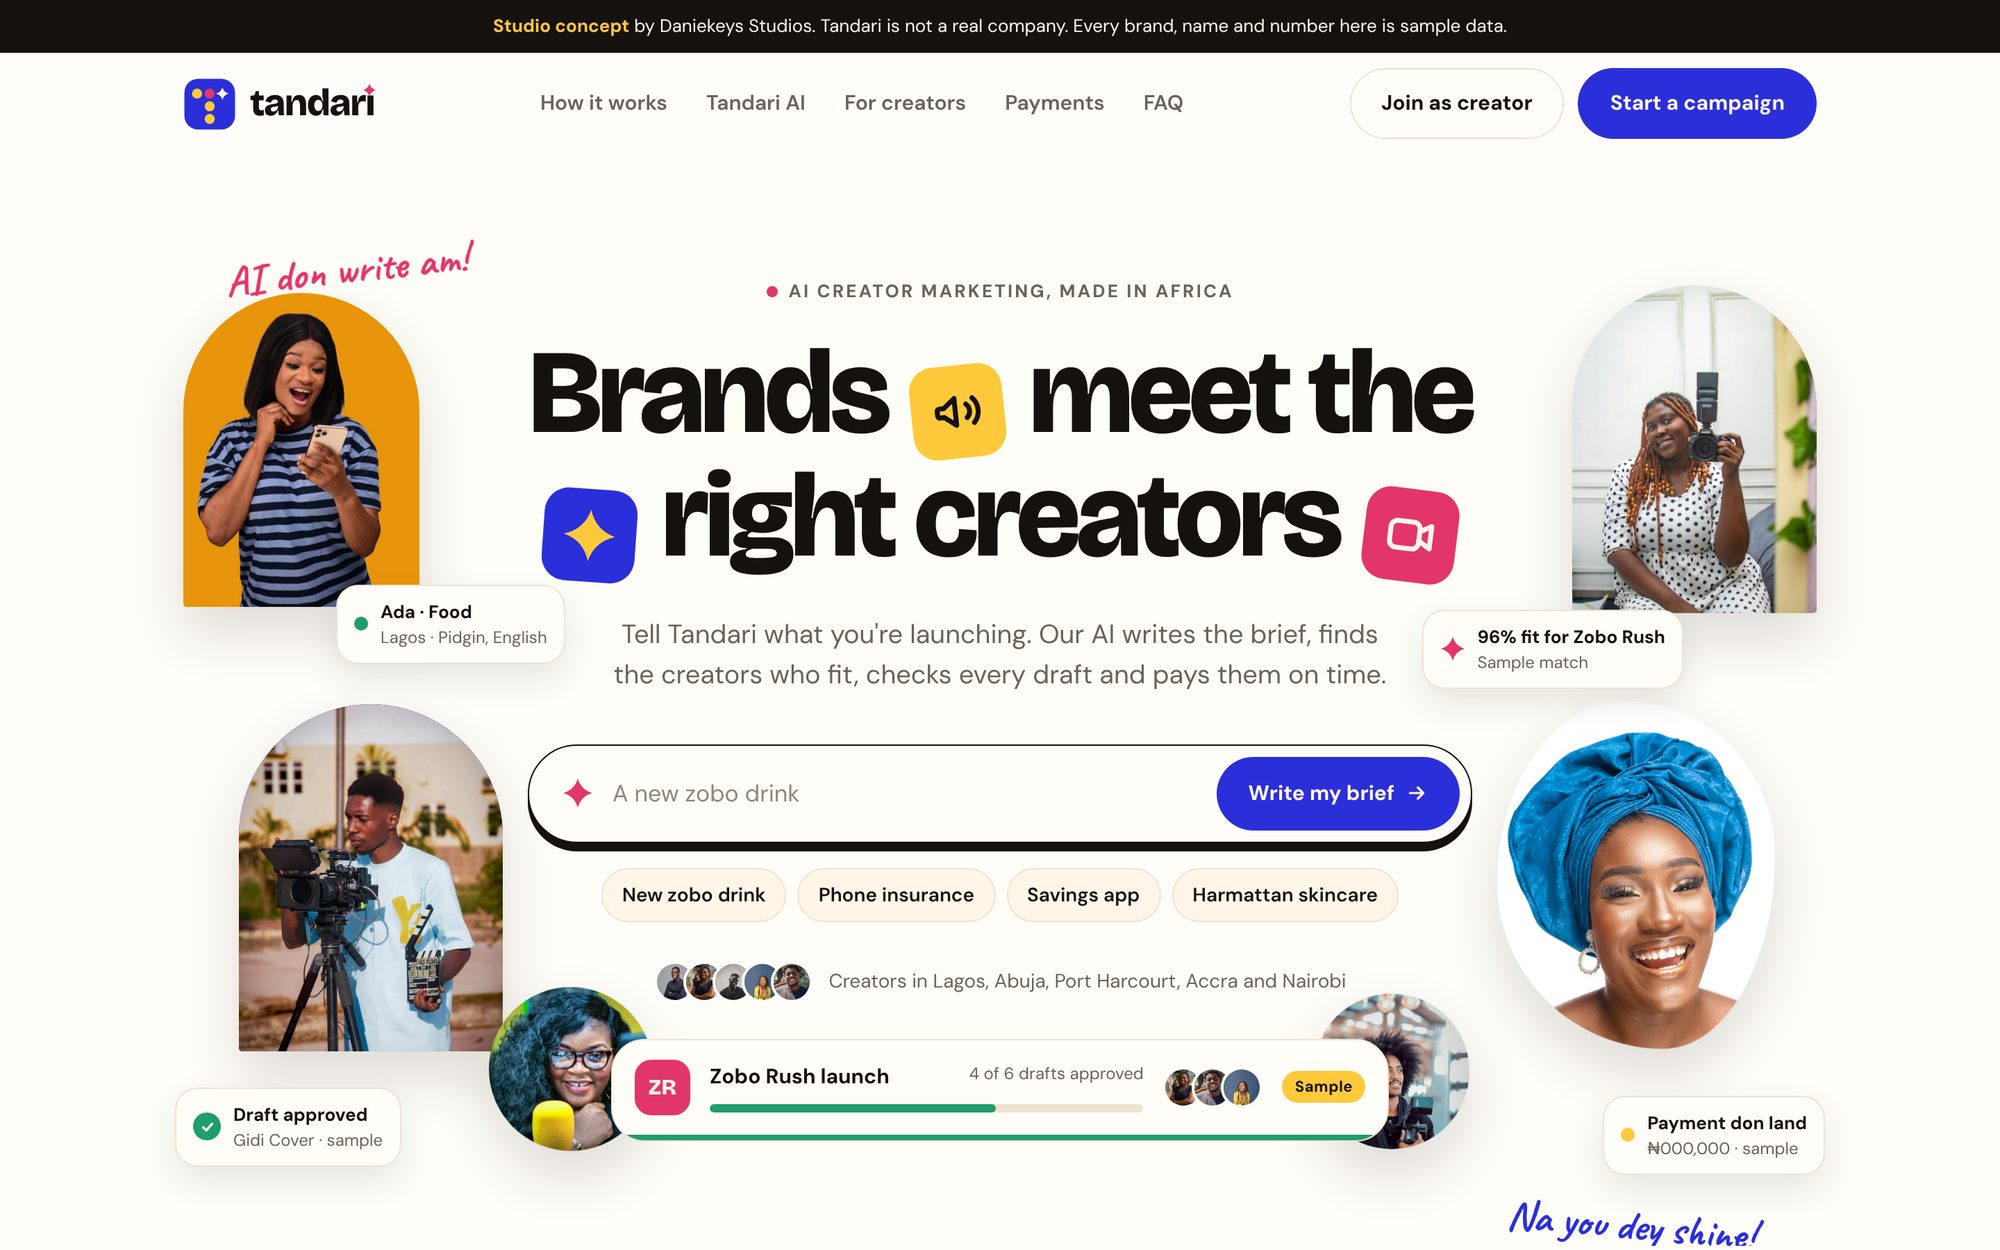 Studio concept by Daniekeys Studios. Tandari is not a real company. Every brand, name and number here is sample data.
tandari
How it works
Tandari AI
For creators
Payments
FAQ
Join as creator
Start a campaign
AI don write am!
AI CREATOR MARKETING, MADE IN AFRICA
Brands meet the
right creators
Ada · Food
Lagos · Pidgin, English
96% fit for Zobo Rush
Sample match
Tell Tandari what you're launching. Our AI writes the brief, finds
the creators who fit, checks every draft and pays them on time.
A new zobo drink
Write my brief →
New zobo drink
Phone insurance
Savings app
Harmattan skincare
Creators in Lagos, Abuja, Port Harcourt, Accra and Nairobi
ZR
Zobo Rush launch
4 of 6 drafts approved
Sample
Draft approved
Gidi Cover · sample
Payment don land
₦000,000 · sample
Na you dey shine!